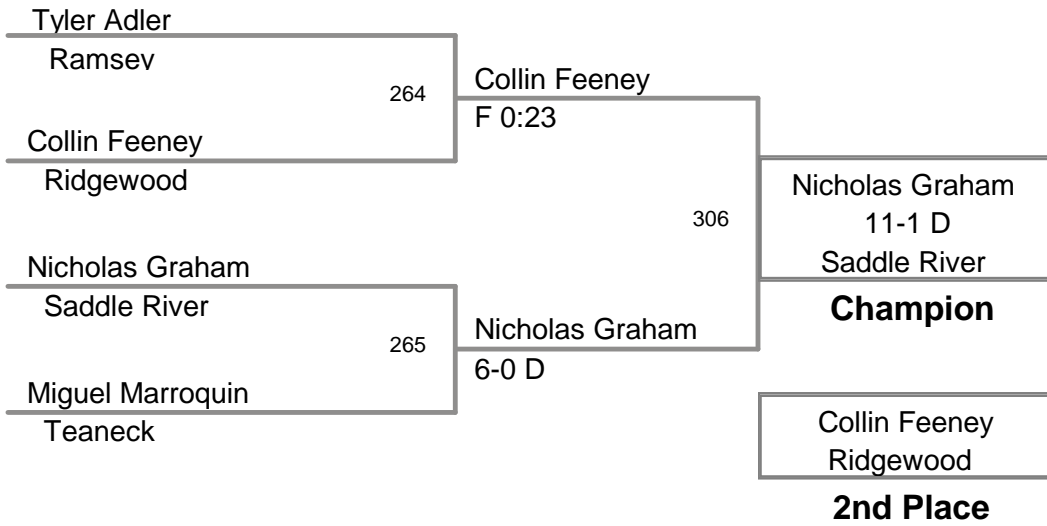 Tyler Adler
Ramsev
264
Collin Feeney
F 0:23
Collin Feeney
Ridgewood
306
Nicholas Graham
11-1 D
Saddle River
Champion
Nicholas Graham
Saddle River
265
Nicholas Graham
6-0 D
Miguel Marroquin
Teaneck
Collin Feeney
Ridgewood
2nd Place